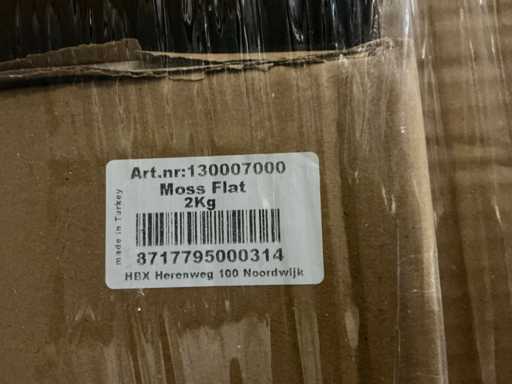 Art.nr:130007000
Moss Flat
2Kg
made in Turkey
8717795000314
HBX Herenweg 100 Noordwijk